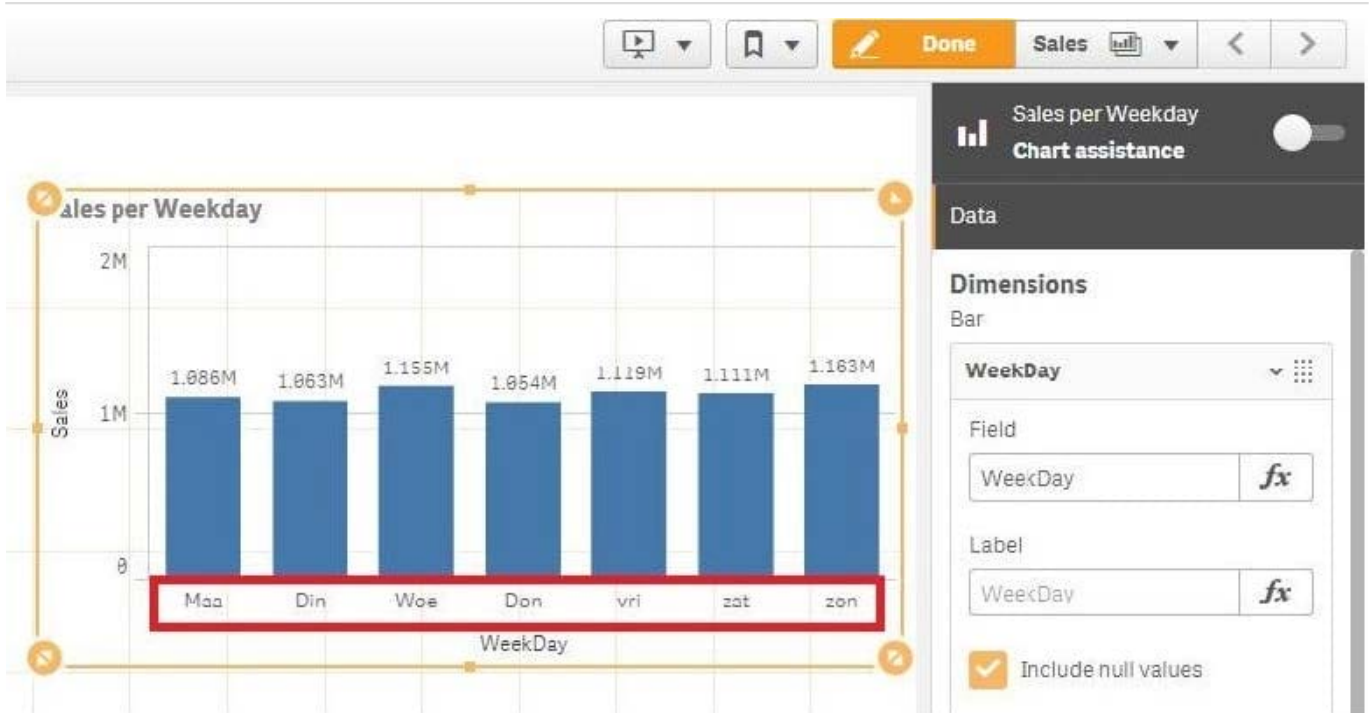 Done
Sales
Sales per Weekday
Chart assistance
Data
Dimensions
Bar
WeekDay
Field
WeekDay
fx
Label
WeekDay
fx
Include null values
ales per Weekday
2M
1M
0
Sales
1.086M
1.063M
1.155M
1.054M
1.119M
1.111M
1.163M
Maa
Din
Woe
Don
vri
zat
zon
WeekDay